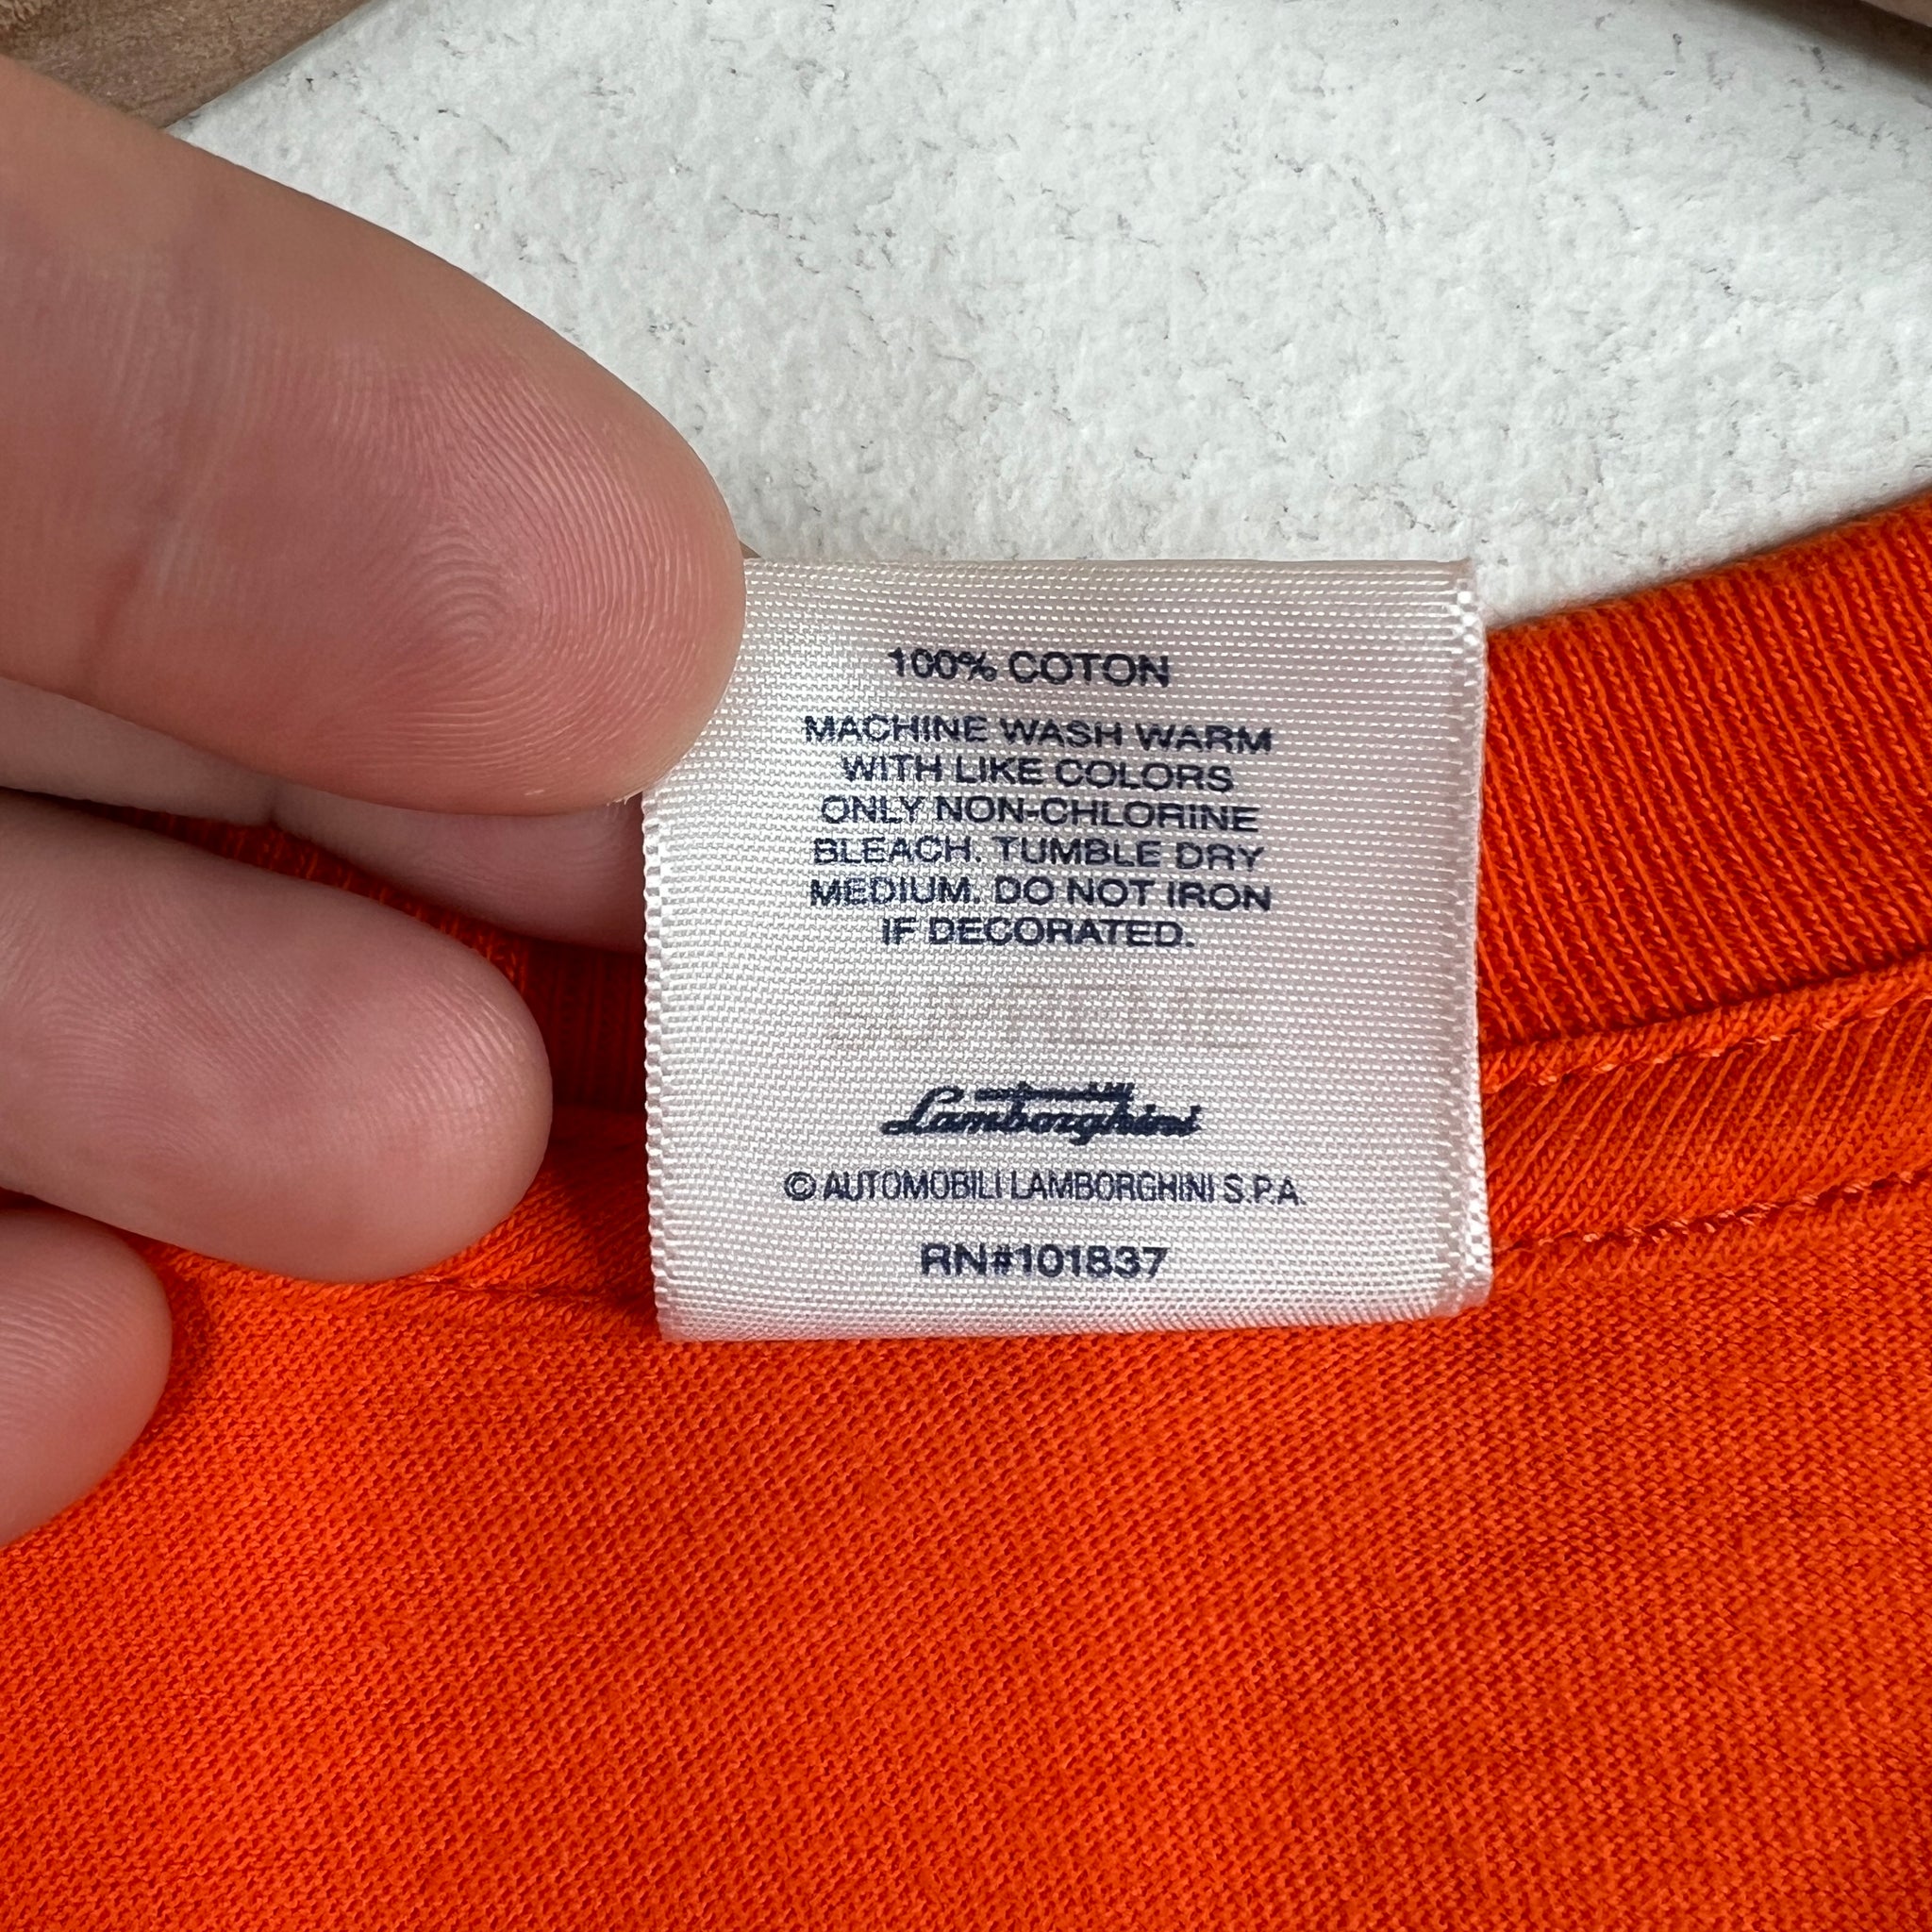 100% COTON
MACHINE WASH WARM
WITH LIKE COLORS
ONLY NON-CHLORINE
BLEACH. TUMBLE DRY
MEDIUM. DO NOT IRON
IF DECORATED.
automobili
Lamborghini
© AUTOMOBILI LAMBORGHINI S.P.A.
RN#101837